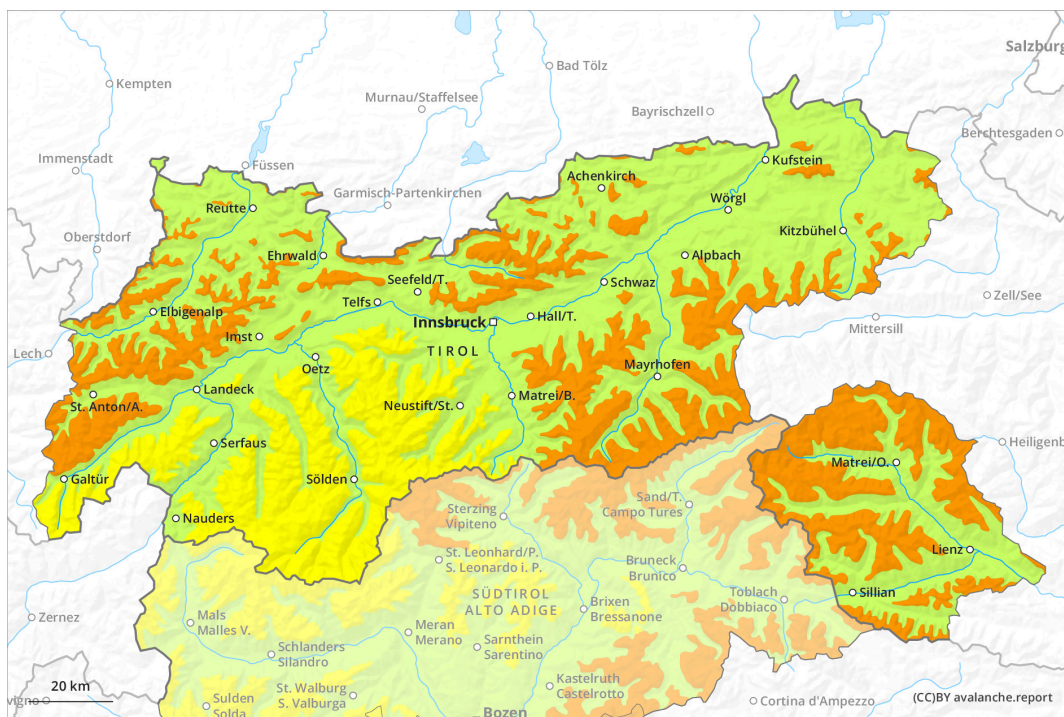 Salzburg
Kempten
Bad Tölz
Murnau/Staffelsee
Bayrischzell
Berchtesgaden
Immenstadt
Füssen
Kufstein
Garmisch-Partenkirchen
Achenkirch
Reutte
Wörgl
Oberstdorf
Kitzbühel
Ehrwald
Alpbach
Seefeld/T.
Schwaz
Zell/See
Telfs
Elbigenalp
Innsbruck
Hall/T.
Mittersill
Imst
Lech
TIROL
Oetz
Mayrhofen
Landeck
Matrei/B.
St. Anton/A.
Neustift/St.
Serfaus
Heiligenb
Matrei/O.
Galtür
Sölden
Sand/T.
Campo Tures
Sterzing
Vipiteno
Nauders
St. Leonhard/P.
S. Leonardo i. P.
Lienz
Bruneck
Brunico
SÜDTIROL
ALTO ADIGE
Toblach
Dobbiaco
Sillian
Brixen
Bressanone
Zernez
Mals
Malles V.
Meran
Merano
Sarnthein
Sarentino
Schlanders
Silandro
Kastelruth
Castelrotto
20 km
St. Walburg
S. Valburga
vigno
Sulden
Solda
Cortina d'Ampezzo
(CC)BY avalanche.report
Bozen